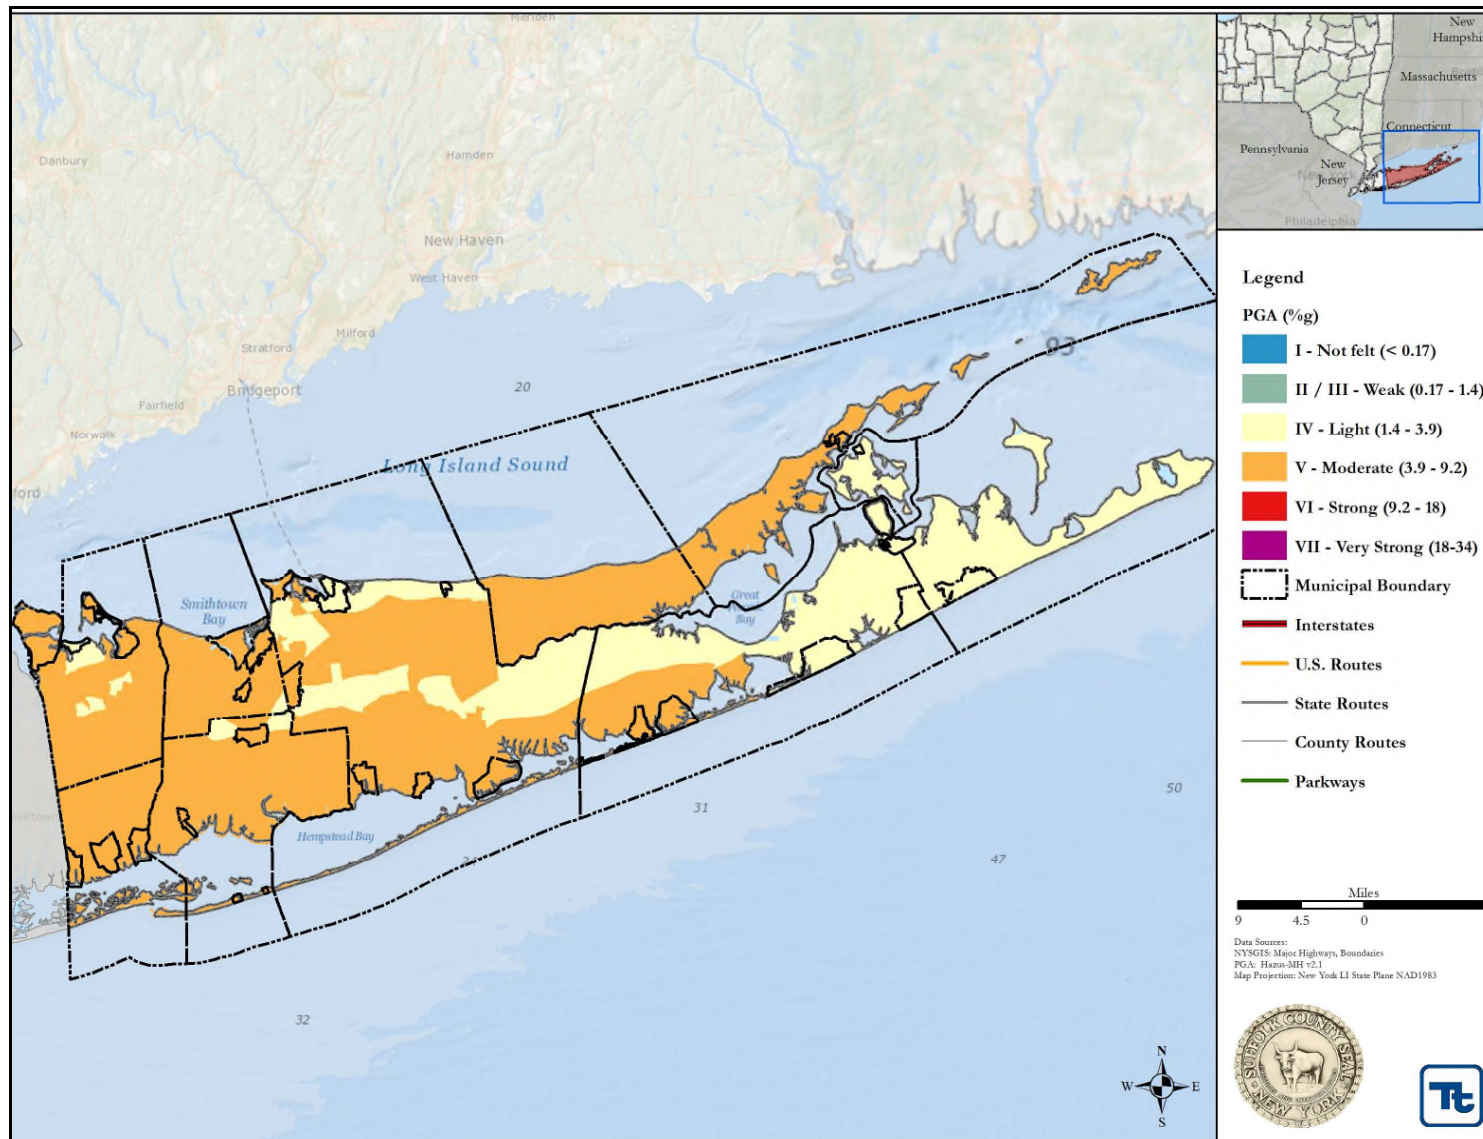 Meriden
Danbury
Hamden
New Haven
West Haven
Milford
Stratford
Bridgeport
Fairfield
Norwalk
20
93
Long Island Sound
Smithtown
Bay
Great
Bay
Hempstead Bay
31
50
47
32
N
W
E
S
New
Hampshi
Massachusetts
Connecticut
Pennsylvania
New
Jersey
New York
Philadelphia
Legend
PGA (%g)
I - Not felt (< 0.17)
II / III - Weak (0.17 - 1.4)
IV - Light (1.4 - 3.9)
V - Moderate (3.9 - 9.2)
VI - Strong (9.2 - 18)
VII - Very Strong (18-34)
Municipal Boundary
Interstates
U.S. Routes
State Routes
County Routes
Parkways
Miles
9 4.5 0
Data Sources:
NYSGIS: Major Highways, Boundaries
PGA: Hazus-MH v2.1
Map Projection: New York LI State Plane NAD1983
SUFFOLK COUNTY SEAL
NEW YORK
Tt